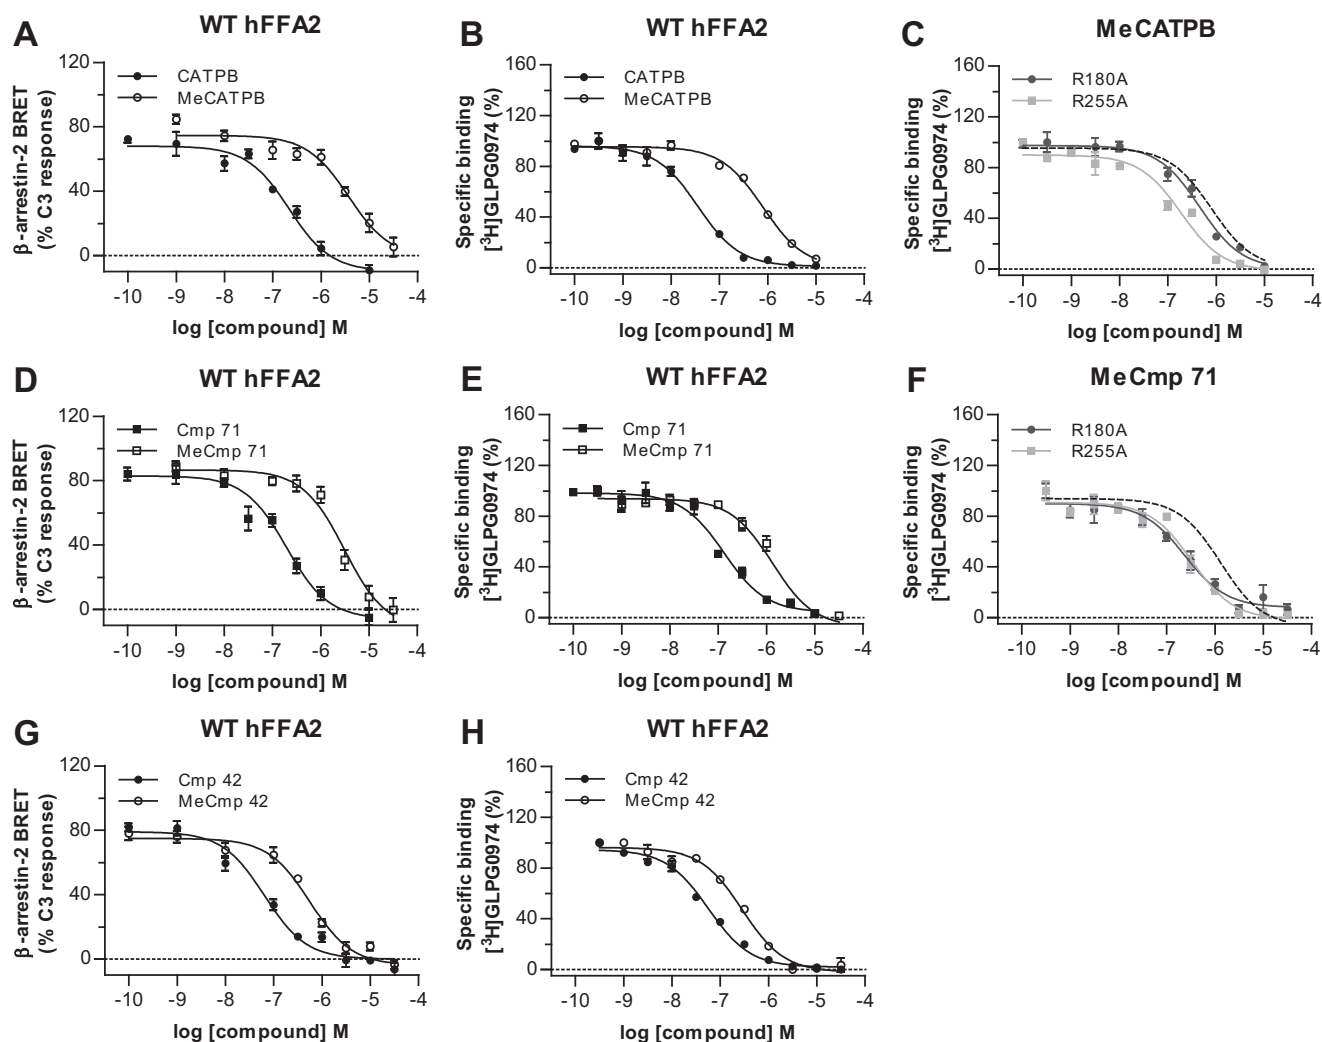 A
WT hFFA2
β-arrestin-2 BRET
(% C3 response)
120
80
40
0
CATPB
MeCATPB
-10 -9 -8 -7 -6 -5 -4
log [compound] M
B
WT hFFA2
Specific binding
[³H]GLPG0974 (%)
160
120
80
40
0
CATPB
MeCATPB
-10 -9 -8 -7 -6 -5 -4
log [compound] M
C
MeCATPB
Specific binding
[³H]GLPG0974 (%)
160
120
80
40
0
R180A
R255A
-10 -9 -8 -7 -6 -5 -4
log [compound] M
D
WT hFFA2
β-arrestin-2 BRET
(% C3 response)
120
80
40
0
Cmp 71
MeCmp 71
-10 -9 -8 -7 -6 -5 -4
log [compound] M
E
WT hFFA2
Specific binding
[³H]GLPG0974 (%)
160
120
80
40
0
Cmp 71
MeCmp 71
-10 -9 -8 -7 -6 -5 -4
log [compound] M
F
MeCmp 71
Specific binding
[³H]GLPG0974 (%)
160
120
80
40
0
R180A
R255A
-10 -9 -8 -7 -6 -5 -4
log [compound] M
G
WT hFFA2
β-arrestin-2 BRET
(% C3 response)
120
80
40
0
Cmp 42
MeCmp 42
-10 -9 -8 -7 -6 -5 -4
log [compound] M
H
WT hFFA2
Specific binding
[³H]GLPG0974 (%)
160
120
80
40
0
Cmp 42
MeCmp 42
-10 -9 -8 -7 -6 -5 -4
log [compound] M